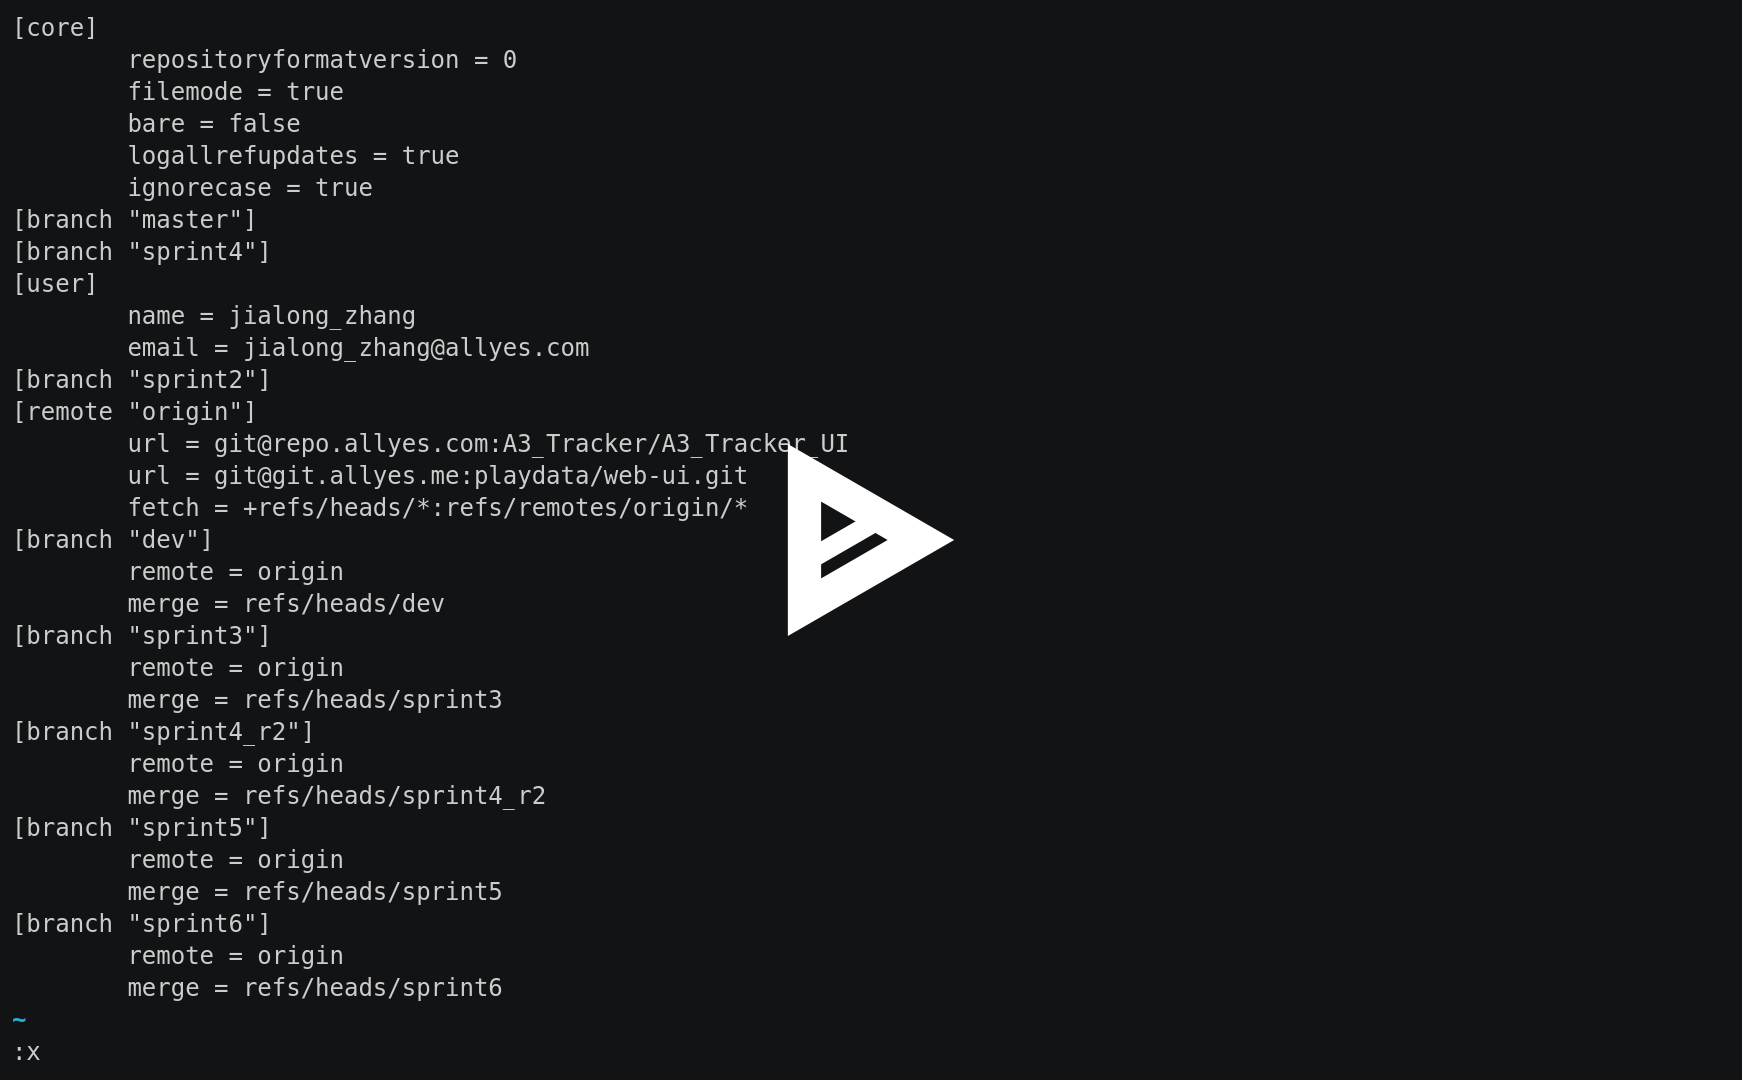 [core]
        repositoryformatversion = 0
        filemode = true
        bare = false
        logallrefupdates = true
        ignorecase = true
[branch "master"]
[branch "sprint4"]
[user]
        name = jialong_zhang
        email = jialong_zhang@allyes.com
[branch "sprint2"]
[remote "origin"]
        url = git@repo.allyes.com:A3_Tracker/A3_Tracker_UI
        url = git@git.allyes.me:playdata/web-ui.git
        fetch = +refs/heads/*:refs/remotes/origin/*
[branch "dev"]
        remote = origin
        merge = refs/heads/dev
[branch "sprint3"]
        remote = origin
        merge = refs/heads/sprint3
[branch "sprint4_r2"]
        remote = origin
        merge = refs/heads/sprint4_r2
[branch "sprint5"]
        remote = origin
        merge = refs/heads/sprint5
[branch "sprint6"]
        remote = origin
        merge = refs/heads/sprint6
~
:x